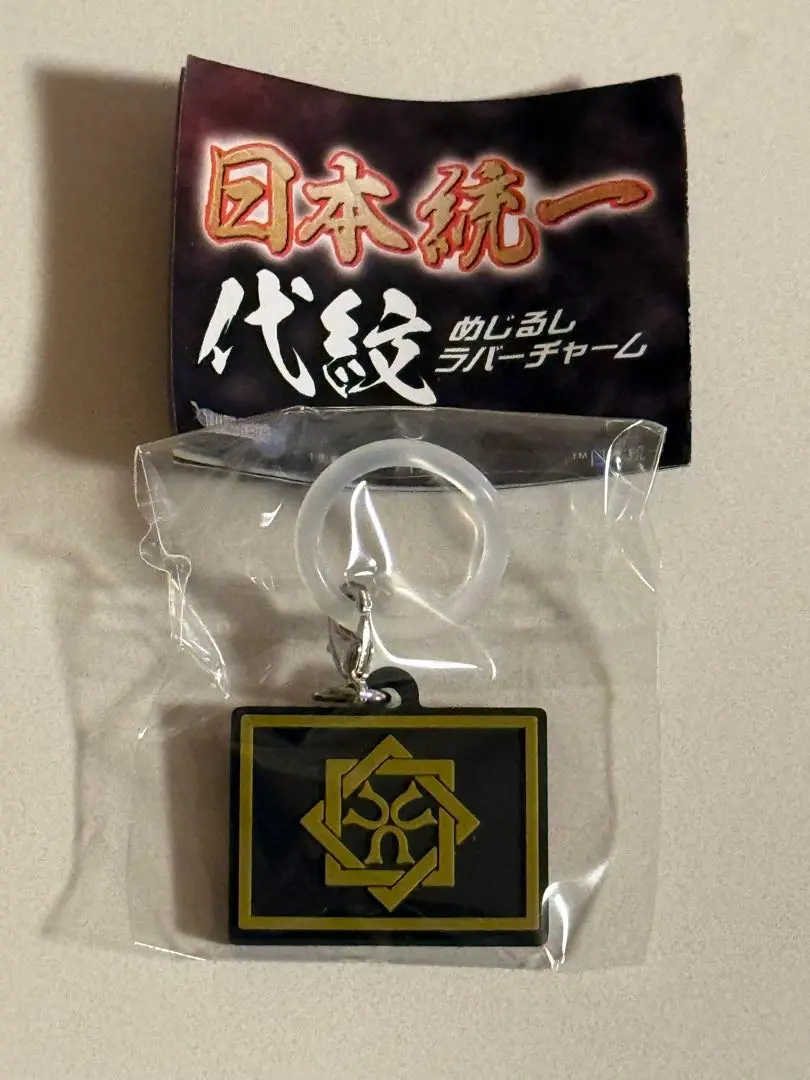 日本統一
代紋
めじるし
ラバーチャーム